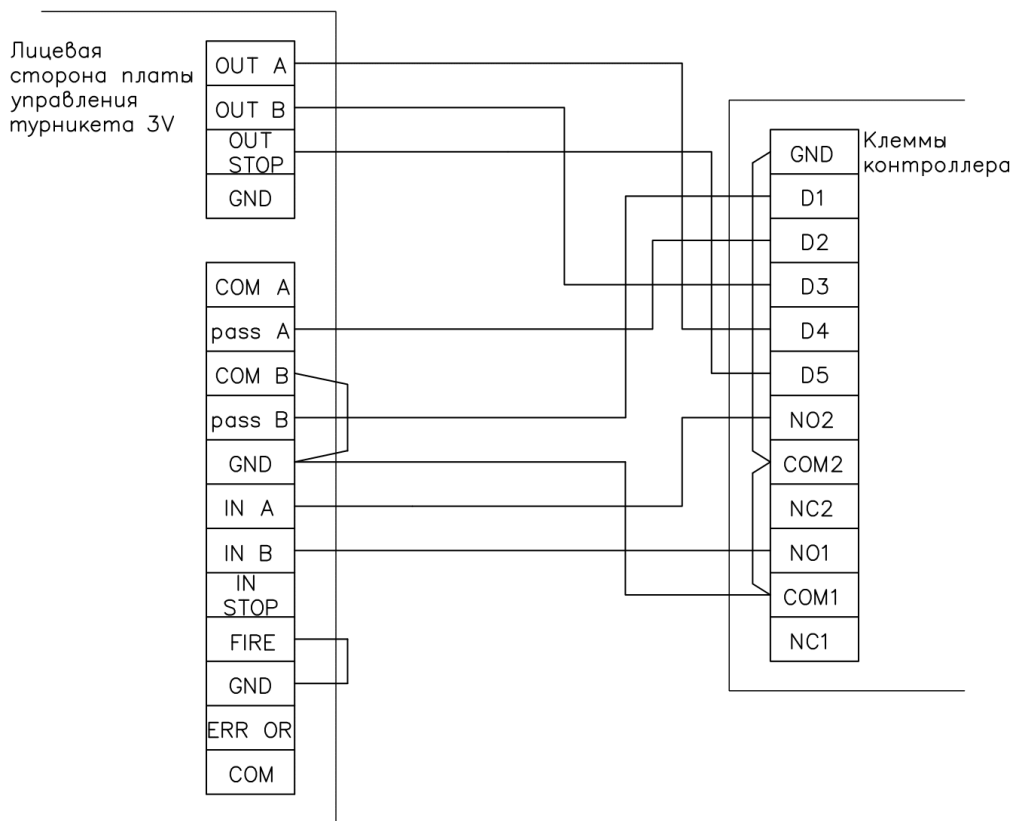 Лицевая
сторона платы
управления
турникета 3V
OUT A
OUT B
OUT
STOP
GND
COM A
pass A
COM B
pass B
GND
IN A
IN B
IN
STOP
FIRE
GND
ERR OR
COM
Клеммы
контроллера
GND
D1
D2
D3
D4
D5
NO2
COM2
NC2
NO1
COM1
NC1